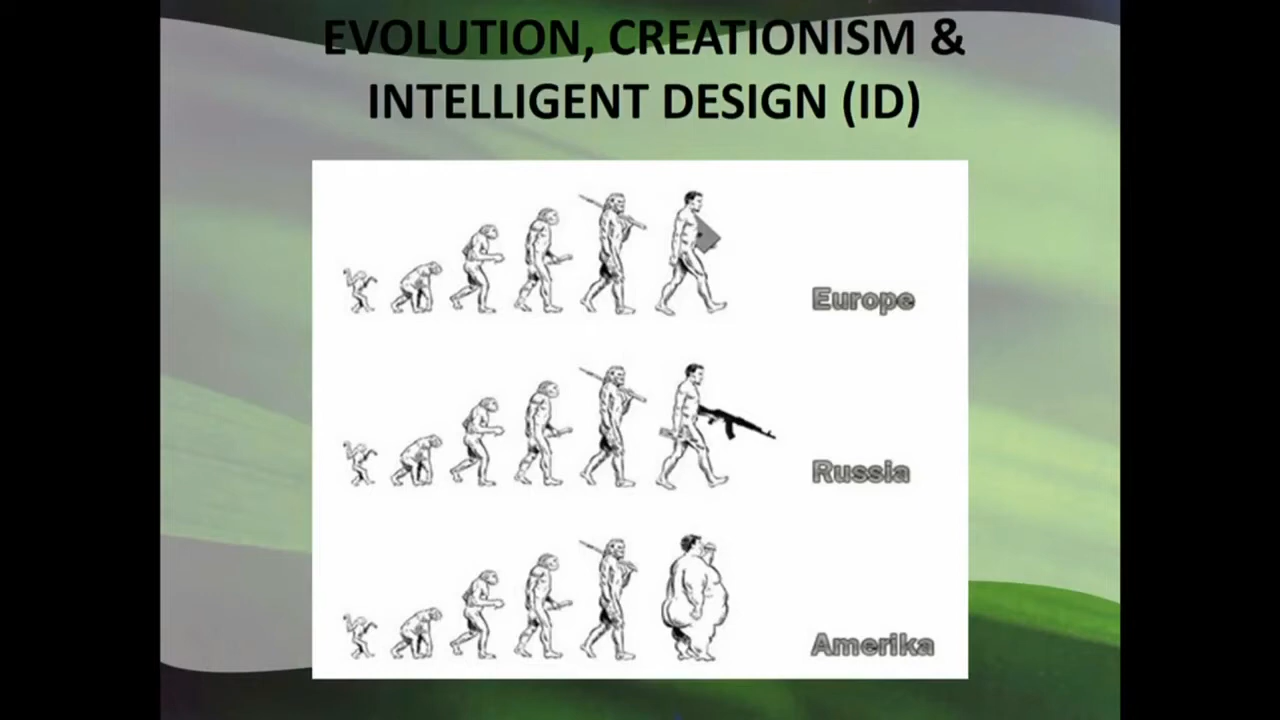 EVOLUTION, CREATIONISM &
INTELLIGENT DESIGN (ID)
Europe
Russia
Amerika